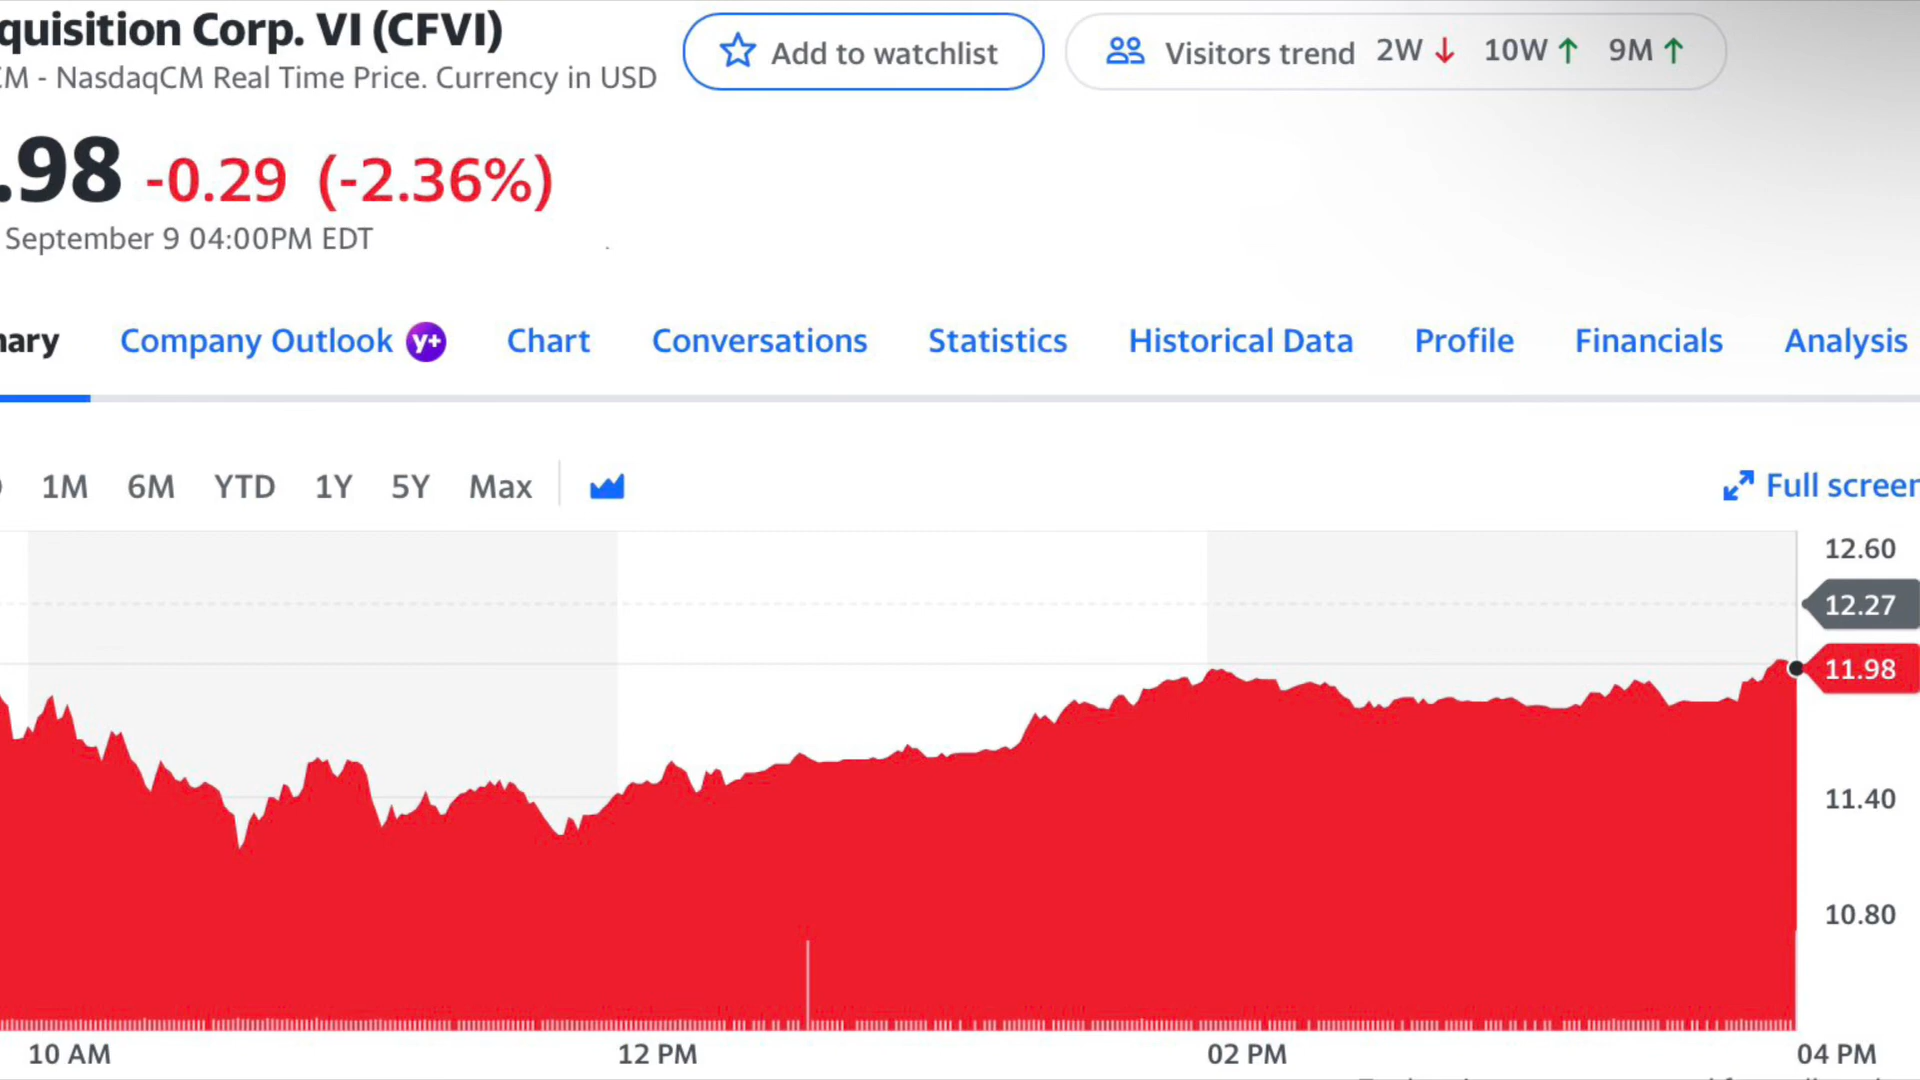 quisition Corp. VI (CFVI)
CM - NasdaqCM Real Time Price. Currency in USD
Add to watchlist
Visitors trend 2W ↓ 10W ↑ 9M ↑
.98 -0.29 (-2.36%)
September 9 04:00PM EDT
mary Company Outlook y+ Chart Conversations Statistics Historical Data Profile Financials Analysis
1M 6M YTD 1Y 5Y Max
Full screen
12.60
12.27
11.98
11.40
10.80
10 AM 12 PM 02 PM 04 PM